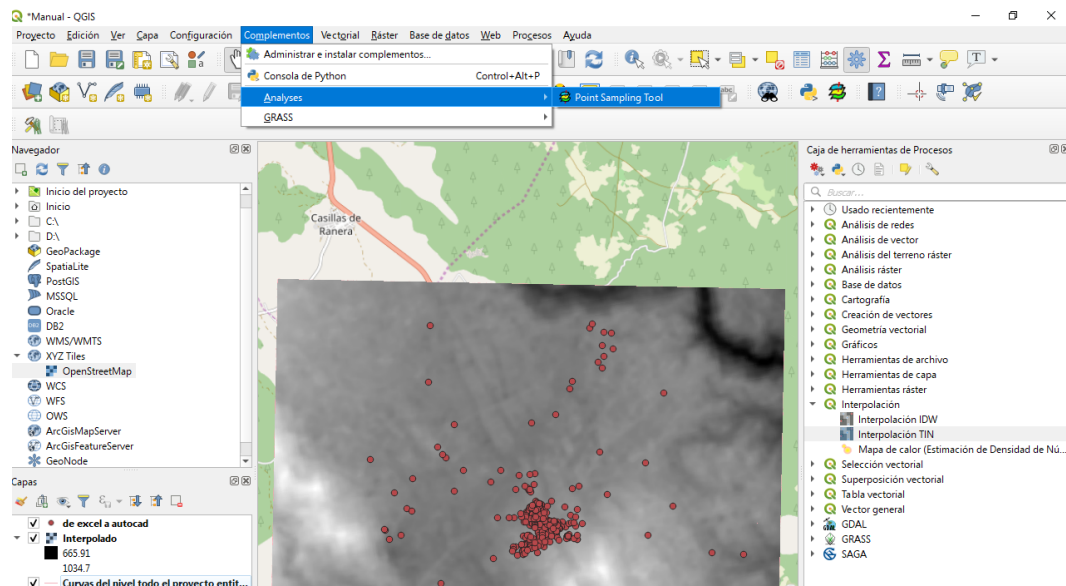 *Manual - QGIS
Proyecto Edición Ver Capa Configuración Complementos Vectorial Ráster Base de datos Web Procesos Ayuda
Administrar e instalar complementos...
Consola de Python Control+Alt+P
Analyses
Point Sampling Tool
GRASS
Navegador
Inicio del proyecto
Inicio
C:\
D:\
GeoPackage
SpatiaLite
PostGIS
MSSQL
Oracle
DB2
WMS/WMTS
XYZ Tiles
OpenStreetMap
WCS
WFS
OWS
ArcGisMapServer
ArcGisFeatureServer
GeoNode
Capas
de excel a autocad
Interpolado
665.91
1034.7
Curvas del nivel todo el proyecto entit...
Casillas de
Ranera
Caja de herramientas de Procesos
Buscar...
Usado recientemente
Análisis de redes
Análisis de vector
Análisis del terreno ráster
Análisis ráster
Base de datos
Cartografía
Creación de vectores
Geometría vectorial
Gráficos
Herramientas de archivo
Herramientas de capa
Herramientas ráster
Interpolación
Interpolación IDW
Interpolación TIN
Mapa de calor (Estimación de Densidad de Nú...
Selección vectorial
Superposición vectorial
Tabla vectorial
Vector general
GDAL
GRASS
SAGA